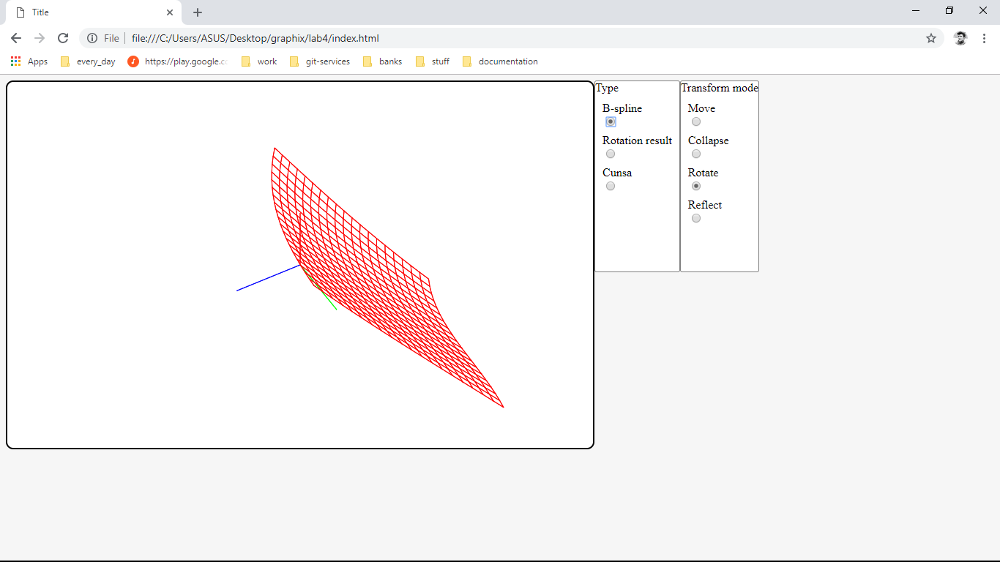 Title
File
file:///C:/Users/ASUS/Desktop/graphix/lab4/index.html
Apps
every_day
https://play.google.cc
work
git-services
banks
stuff
documentation
Type
B-spline
Rotation result
Cunsa
Transform mode
Move
Collapse
Rotate
Reflect